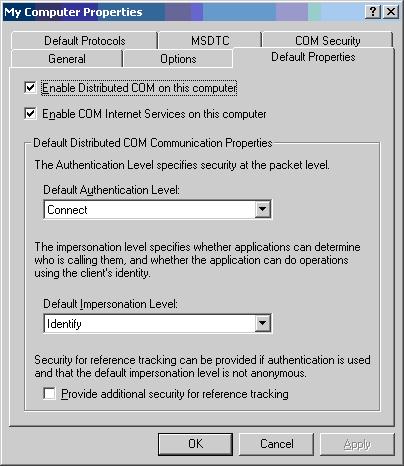 My Computer Properties
Default Protocols MSDTC COM Security
General Options Default Properties
Enable Distributed COM on this computer
Enable COM Internet Services on this computer
Default Distributed COM Communication Properties
The Authentication Level specifies security at the packet level.
Default Authentication Level:
Connect
The impersonation level specifies whether applications can determine
who is calling them, and whether the application can do operations
using the client's identity.
Default Impersonation Level:
Identify
Security for reference tracking can be provided if authentication is used
and that the default impersonation level is not anonymous.
Provide additional security for reference tracking
OK Cancel Apply